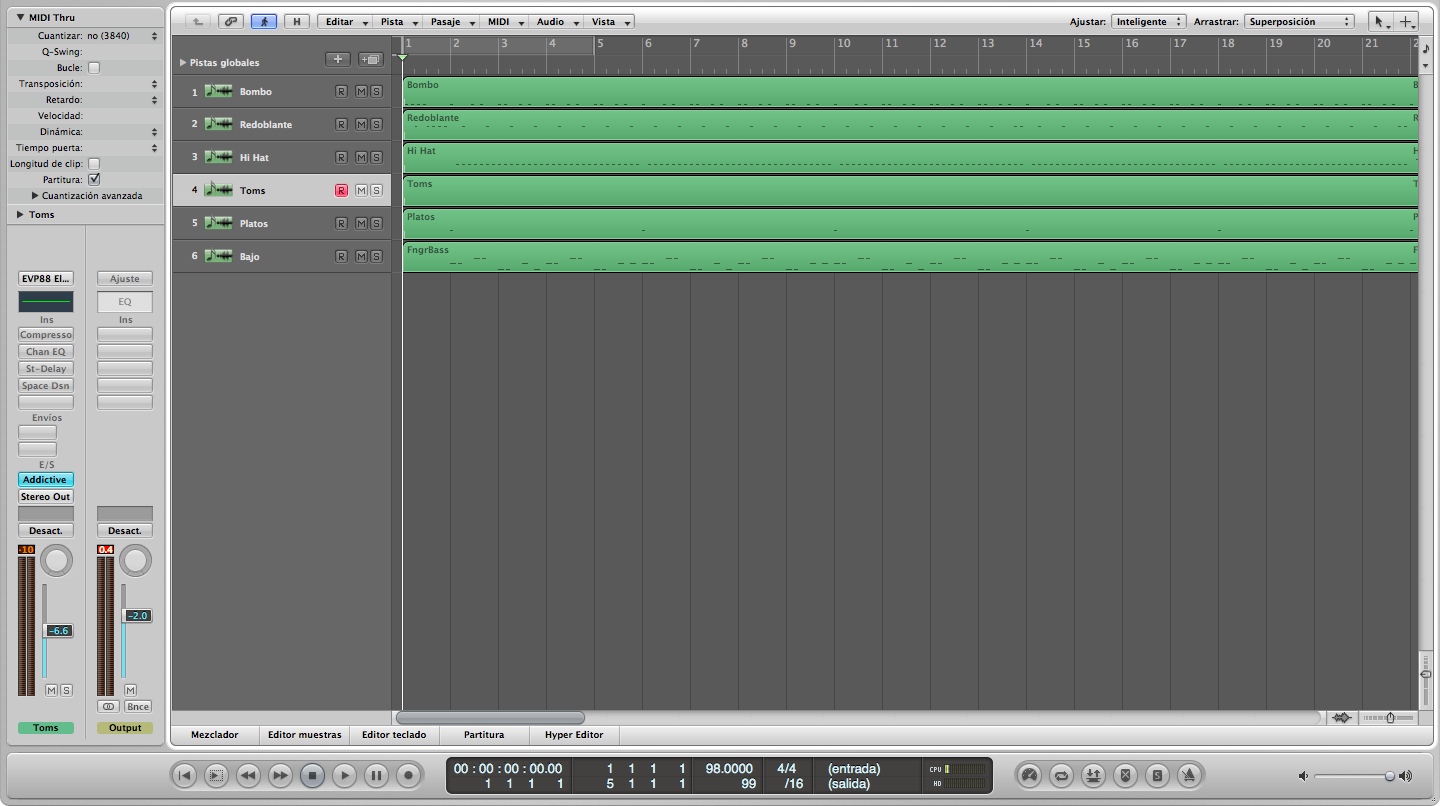 MIDI Thru
Cuantizar: no (3840)
Q-Swing:
Bucle:
Transposición:
Retardo:
Velocidad:
Dinámica:
Tiempo puerta:
Longitud de clip:
Partitura:
Cuantización avanzada
Toms
EVP88 El... Ajuste
EQ
Ins Ins
Compresso
Chan EQ
St-Delay
Space Dsn
Envíos
E/S
Addictive
Stereo Out
Desact. Desact.
-10 0.4
-6.6 -2.0
M S M
Bnce
Toms Output
H Editar Pista Pasaje MIDI Audio Vista Ajustar: Inteligente Arrastrar: Superposición
1 2 3 4 5 6 7 8 9 10 11 12 13 14 15 16 17 18 19 20 21 2
Pistas globales
1 Bombo R M S Bombo B
2 Redoblante R M S Redoblante R
3 Hi Hat R M S Hi Hat H
4 Toms R M S Toms T
5 Platos R M S Platos P
6 Bajo R M S FngrBass F
Mezclador Editor muestras Editor teclado Partitura Hyper Editor
00 : 00 : 00 : 00.00 1 1 1 1 98.0000 4/4 (entrada) CPU
1 1 1 1 5 1 1 1 99 /16 (salida) HD
S